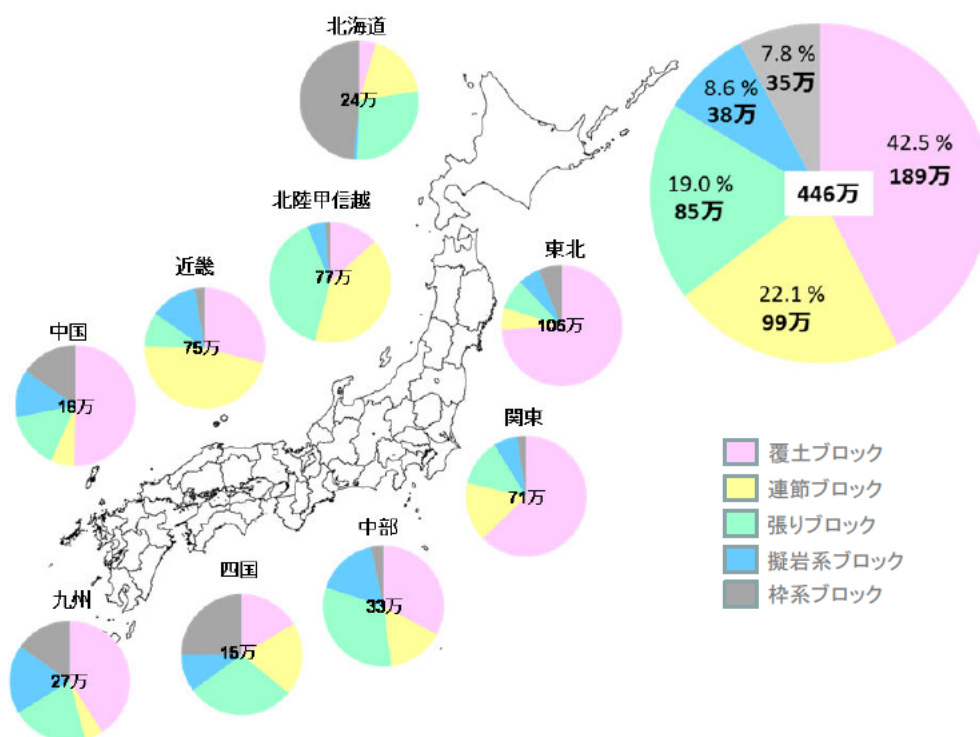 北海道
24万
北陸甲信越
77万
近畿
75万
中国
16万
東北
106万
関東
71万
中部
33万
四国
15万
九州
27万
7.8 %
35万
8.6 %
38万
42.5 %
189万
19.0 %
85万
446万
22.1 %
99万
覆土ブロック
連節ブロック
張りブロック
擬岩系ブロック
枠系ブロック